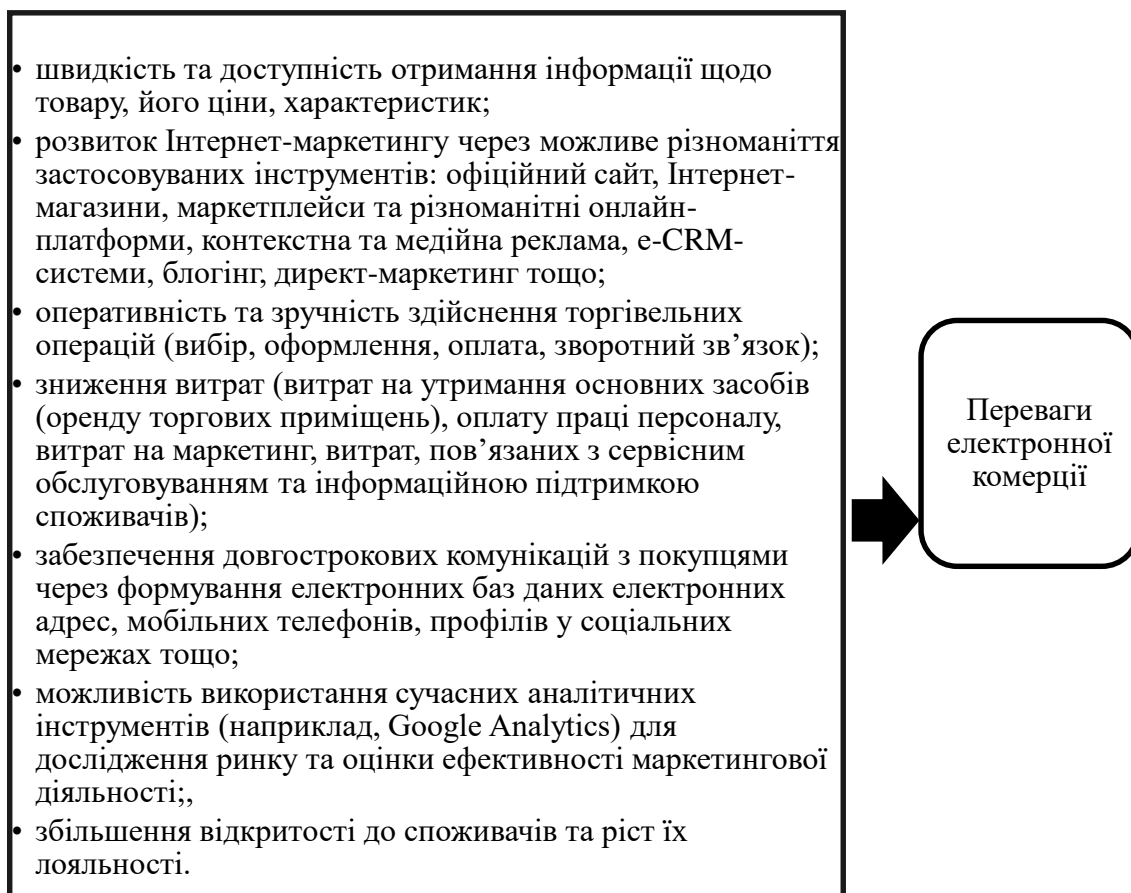 • швидкість та доступність отримання інформації щодо
товару, його ціни, характеристик;
• розвиток Інтернет-маркетингу через можливе різноманіття
застосовуваних інструментів: офіційний сайт, Інтернет-
магазини, маркетплейси та різноманітні онлайн-
платформи, контекстна та медійна реклама, e-CRM-
системи, блогінг, директ-маркетинг тощо;
• оперативність та зручність здійснення торгівельних
операцій (вибір, оформлення, оплата, зворотний зв’язок);
• зниження витрат (витрат на утримання основних засобів
(оренду торгових приміщень), оплату праці персоналу,
витрат на маркетинг, витрат, пов’язаних з сервісним
обслуговуванням та інформаційною підтримкою
споживачів);
• забезпечення довгострокових комунікацій з покупцями
через формування електронних баз даних електронних
адрес, мобільних телефонів, профілів у соціальних
мережах тощо;
• можливість використання сучасних аналітичних
інструментів (наприклад, Google Analytics) для
дослідження ринку та оцінки ефективності маркетингової
діяльності;,
• збільшення відкритості до споживачів та ріст їх
лояльності.
Переваги
електронної
комерції